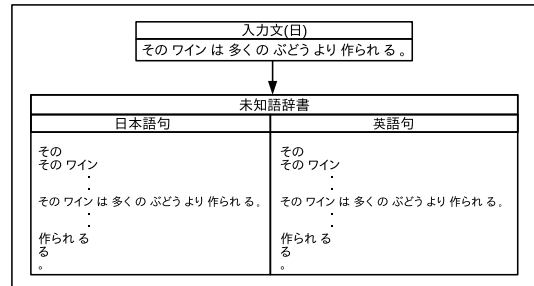 入力文(日)
その ワイン は 多く の ぶどう より 作られ る 。
未知語辞書
日本語句
英語句
その
その ワイン
・
・
その ワイン は 多く の ぶどう より 作られ る 。
・
・
作られ る
る
。
その
その ワイン
・
・
その ワイン は 多く の ぶどう より 作られ る 。
・
・
作られ る
る
。